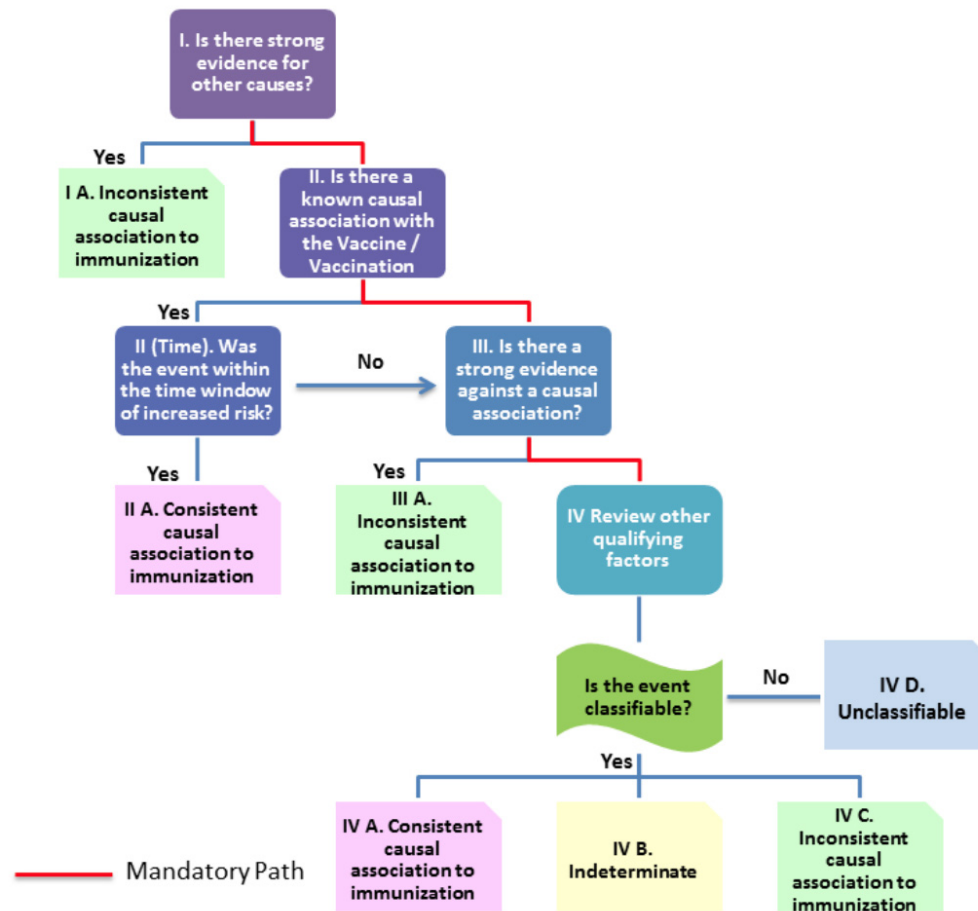 I. Is there strong
evidence for
other causes?
Yes
I A. Inconsistent
causal
association to
immunization
II. Is there a
known causal
association with
the Vaccine /
Vaccination
Yes
II (Time). Was
the event within
the time window
of increased risk?
No
III. Is there a
strong evidence
against a causal
association?
Yes
II A. Consistent
causal
association to
immunization
Yes
III A.
Inconsistent
causal
association to
immunization
IV Review other
qualifying
factors
Is the event
classifiable?
No
IV D.
Unclassifiable
Yes
IV A. Consistent
causal
association to
immunization
IV B.
Indeterminate
IV C.
Inconsistent
causal
association to
immunization
Mandatory Path